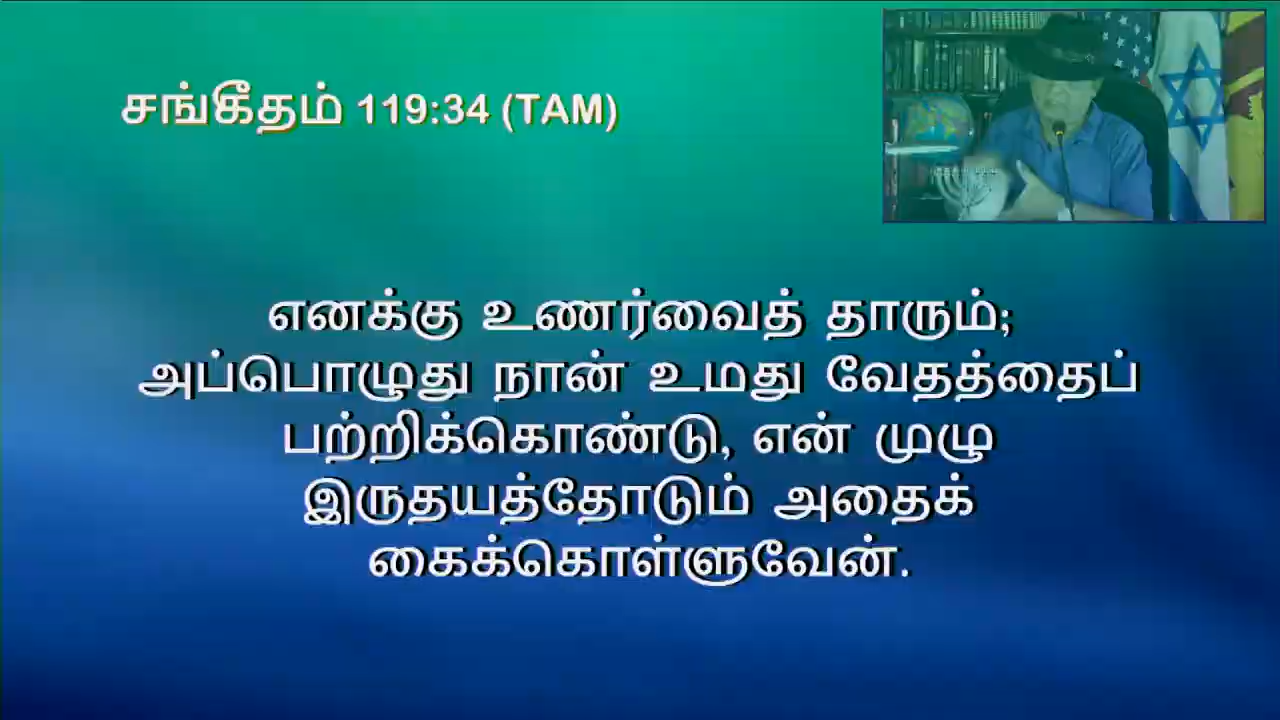 சங்கீதம் 119:34 (TAM)
எனக்கு உணர்வைத் தாரும்;
அப்பொழுது நான் உமது வேதத்தைப்
பற்றிக்கொண்டு, என் முழு
இருதயத்தோடும் அதைக்
கைக்கொள்ளுவேன்.